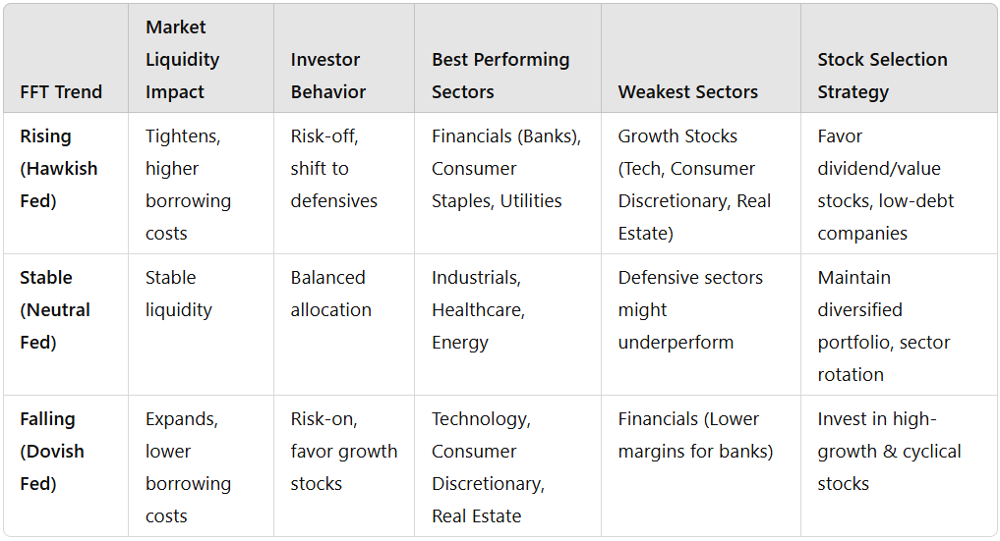 FFT Trend
Market
Liquidity
Impact
Investor
Behavior
Best Performing
Sectors
Weakest Sectors
Stock Selection
Strategy
Rising
(Hawkish
Fed)
Tightens,
higher
borrowing
costs
Risk-off,
shift to
defensives
Financials (Banks),
Consumer
Staples, Utilities
Growth Stocks
(Tech, Consumer
Discretionary, Real
Estate)
Favor
dividend/value
stocks, low-debt
companies
Stable
(Neutral
Fed)
Stable
liquidity
Balanced
allocation
Industrials,
Healthcare,
Energy
Defensive sectors
might
underperform
Maintain
diversified
portfolio, sector
rotation
Falling
(Dovish
Fed)
Expands,
lower
borrowing
costs
Risk-on,
favor growth
stocks
Technology,
Consumer
Discretionary,
Real Estate
Financials (Lower
margins for banks)
Invest in high-
growth & cyclical
stocks